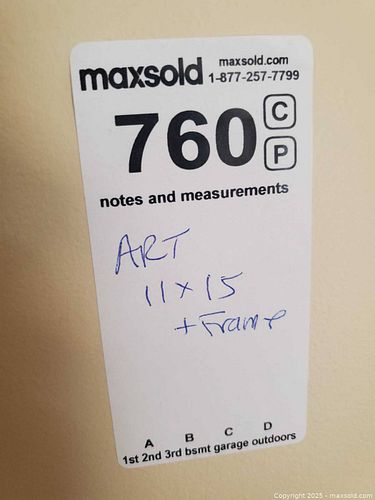 maxsold maxsold.com
1-877-257-7799
760 C
P
notes and measurements
ART
11 x 15
+ Frame
A B C D
1st 2nd 3rd bsmt garage outdoors
Copyright 2025 - maxsold.com